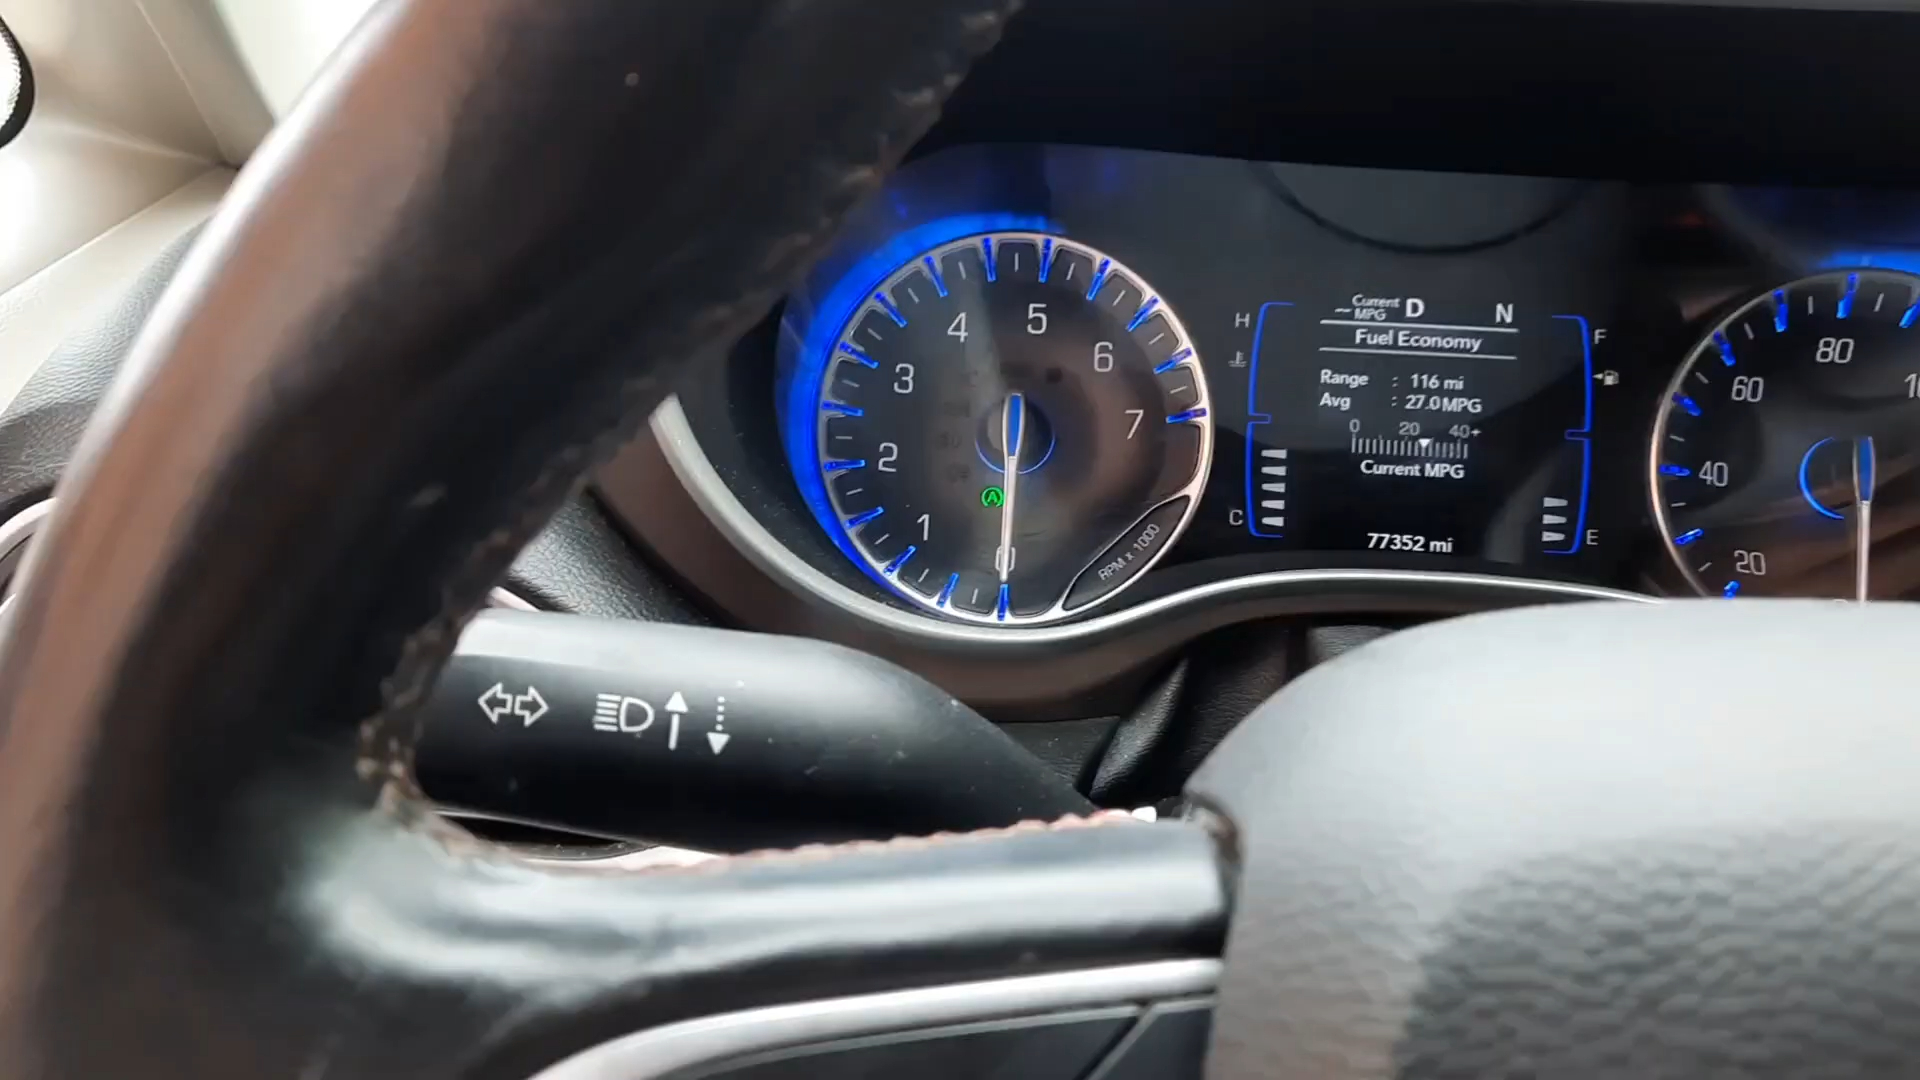 1
2
3
4
5
6
7
0
RPM x 1000
A
H
C
-- Current MPG D N
Fuel Economy
Range : 116 mi
Avg : 27.0 MPG
0 20 40+
Current MPG
77352 mi
F
E
20
40
60
80